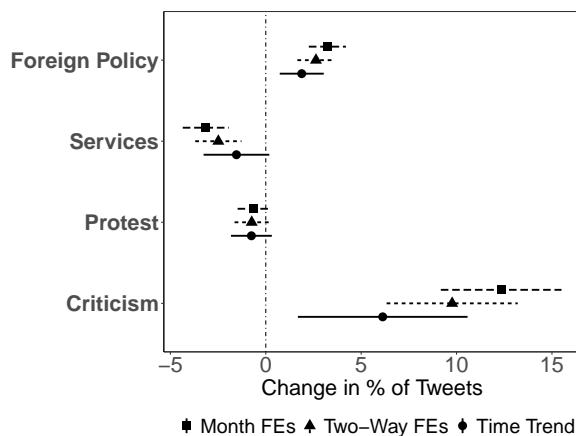 Foreign Policy
Services
Protest
Criticism
−5 0 5 10 15
Change in % of Tweets
Month FEs Two−Way FEs Time Trend